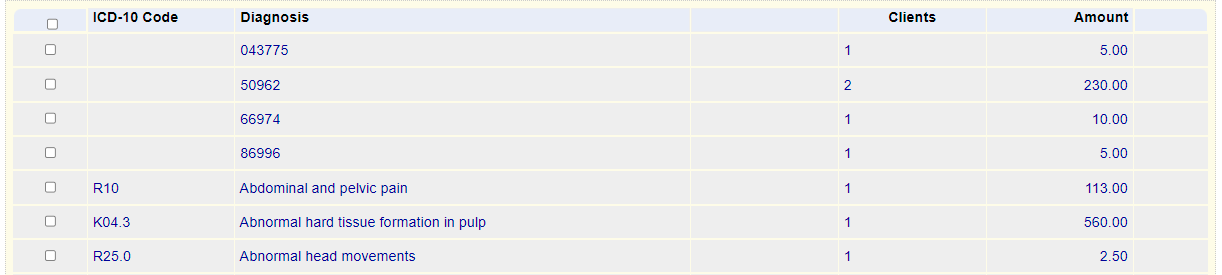 ICD-10 Code Diagnosis Clients Amount
043775 1 5.00
50962 2 230.00
66974 1 10.00
86996 1 5.00
R10 Abdominal and pelvic pain 1 113.00
K04.3 Abnormal hard tissue formation in pulp 1 560.00
R25.0 Abnormal head movements 1 2.50